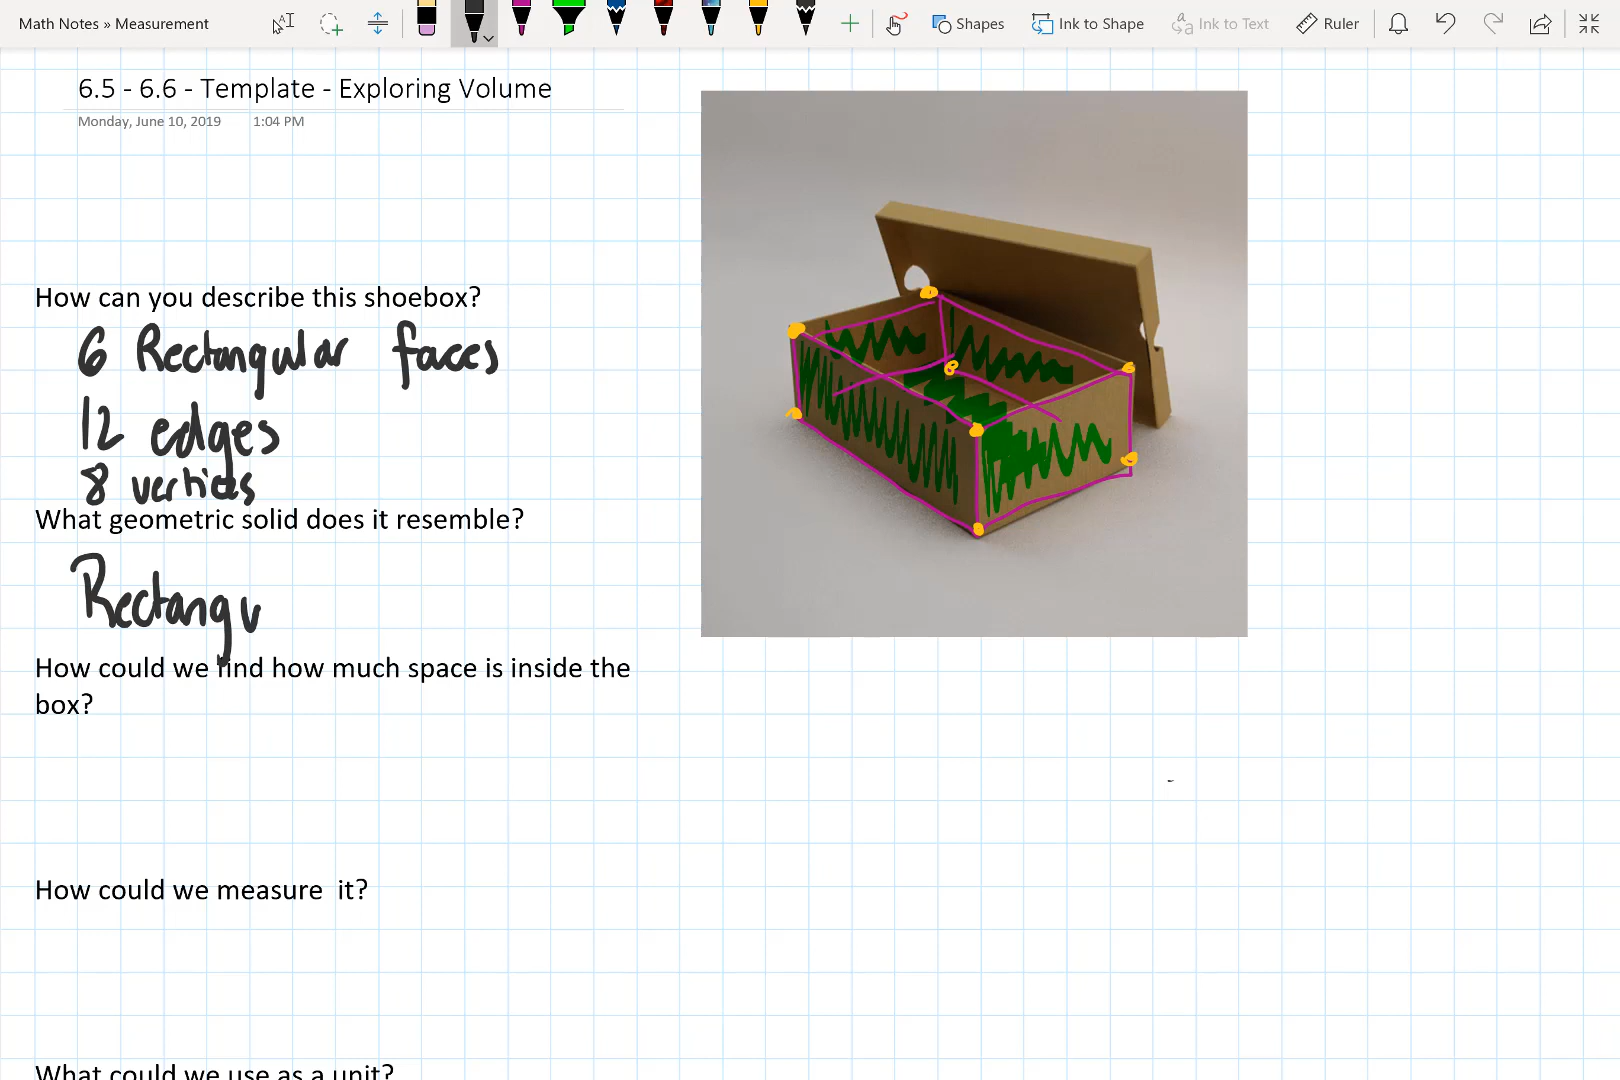 Math Notes » Measurement
Shapes
Ink to Shape
Ink to Text
Ruler
6.5 - 6.6 - Template - Exploring Volume
Monday, June 10, 2019 1:04 PM
How can you describe this shoebox?
6 Rectangular faces
12 edges
8 vertices
What geometric solid does it resemble?
Rectangu
How could we find how much space is inside the
box?
How could we measure it?
What could we use as a unit?